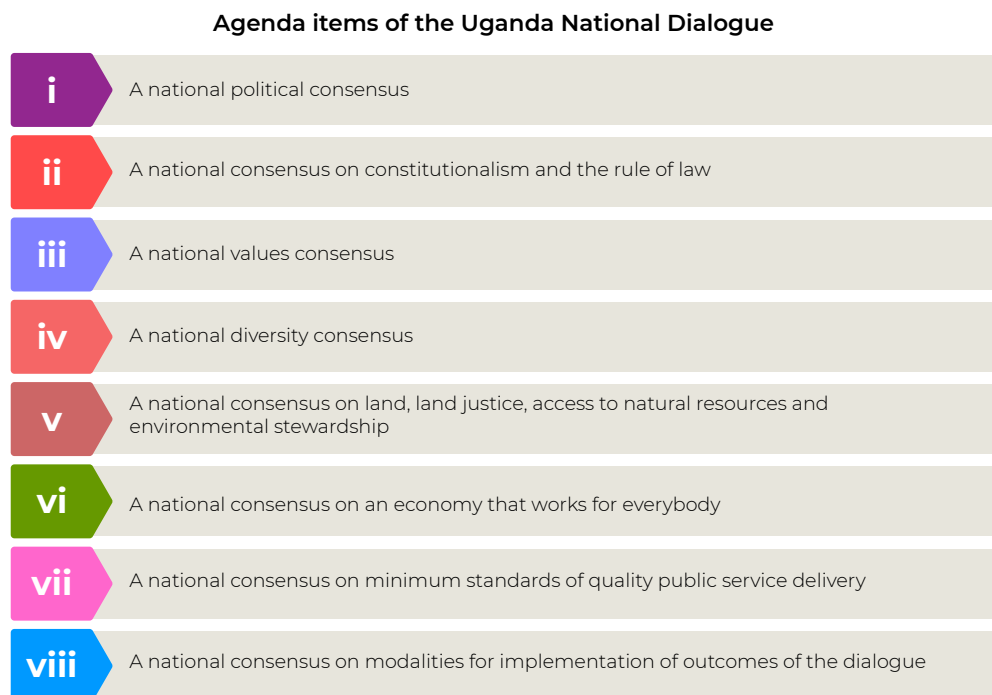 Agenda items of the Uganda National Dialogue
i
A national political consensus
ii
A national consensus on constitutionalism and the rule of law
iii
A national values consensus
iv
A national diversity consensus
v
A national consensus on land, land justice, access to natural resources and
environmental stewardship
vi
A national consensus on an economy that works for everybody
vii
A national consensus on minimum standards of quality public service delivery
viii
A national consensus on modalities for implementation of outcomes of the dialogue